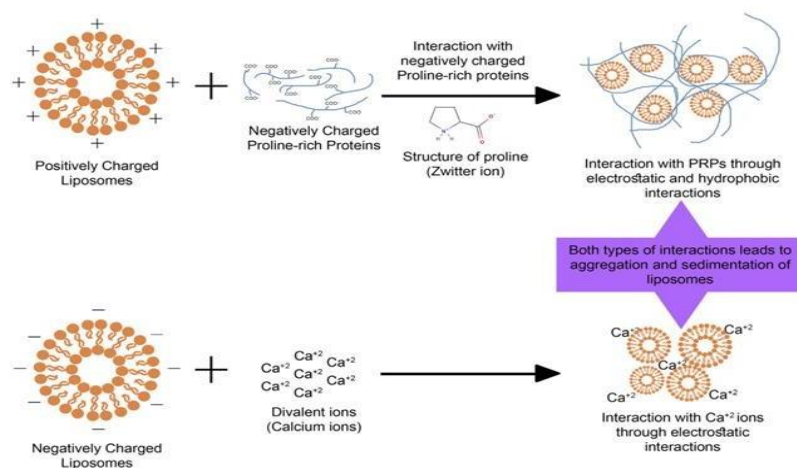 Positively Charged
Liposomes
COO-
Negatively Charged
Proline-rich Proteins
Interaction with
negatively charged
Proline-rich proteins
Structure of proline
(Zwitter ion)
Interaction with PRPs through
electrostatic and hydrophobic
interactions
Both types of interactions leads to
aggregation and sedimentation of
liposomes
Negatively Charged
Liposomes
Ca+2
Ca+2 Ca+2
Ca+2
Ca+2 Ca+2
Ca+2
Divalent ions
(Calcium ions)
Ca+2 Ca+2
Ca+2
Ca+2 Ca+2
Interaction with Ca+2 ions
through electrostatic
interactions